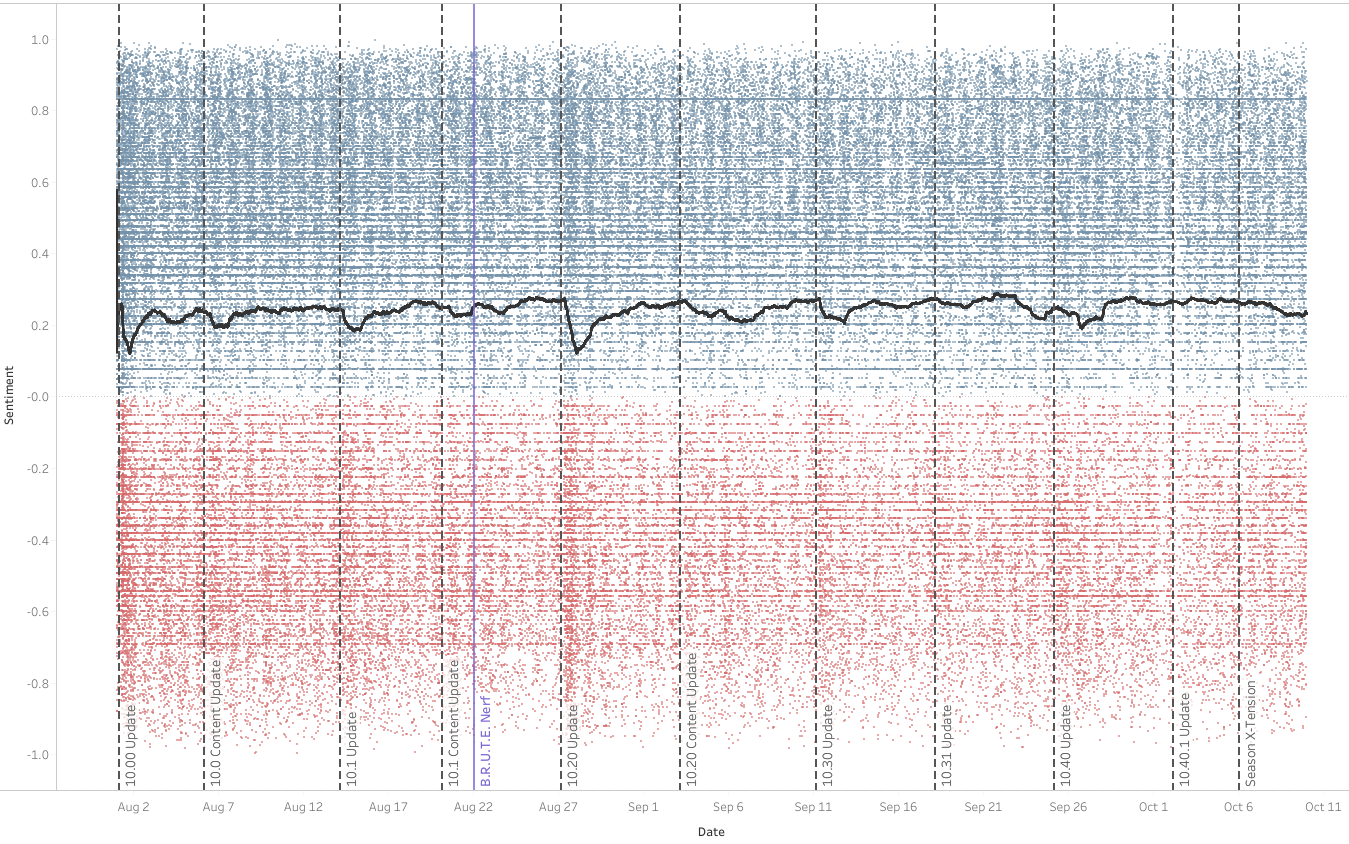 1.0
0.8
0.6
0.4
0.2
-0.0
-0.2
-0.4
-0.6
-0.8
-1.0
Sentiment
10.00 Update
10.0 Content Update
10.1 Update
10.1 Content Update
B.R.U.T.E. Nerf
10.20 Update
10.20 Content Update
10.30 Update
10.31 Update
10.40 Update
10.40.1 Update
Season X-Tension
Aug 2
Aug 7
Aug 12
Aug 17
Aug 22
Aug 27
Sep 1
Sep 6
Sep 11
Sep 16
Sep 21
Sep 26
Oct 1
Oct 6
Oct 11
Date